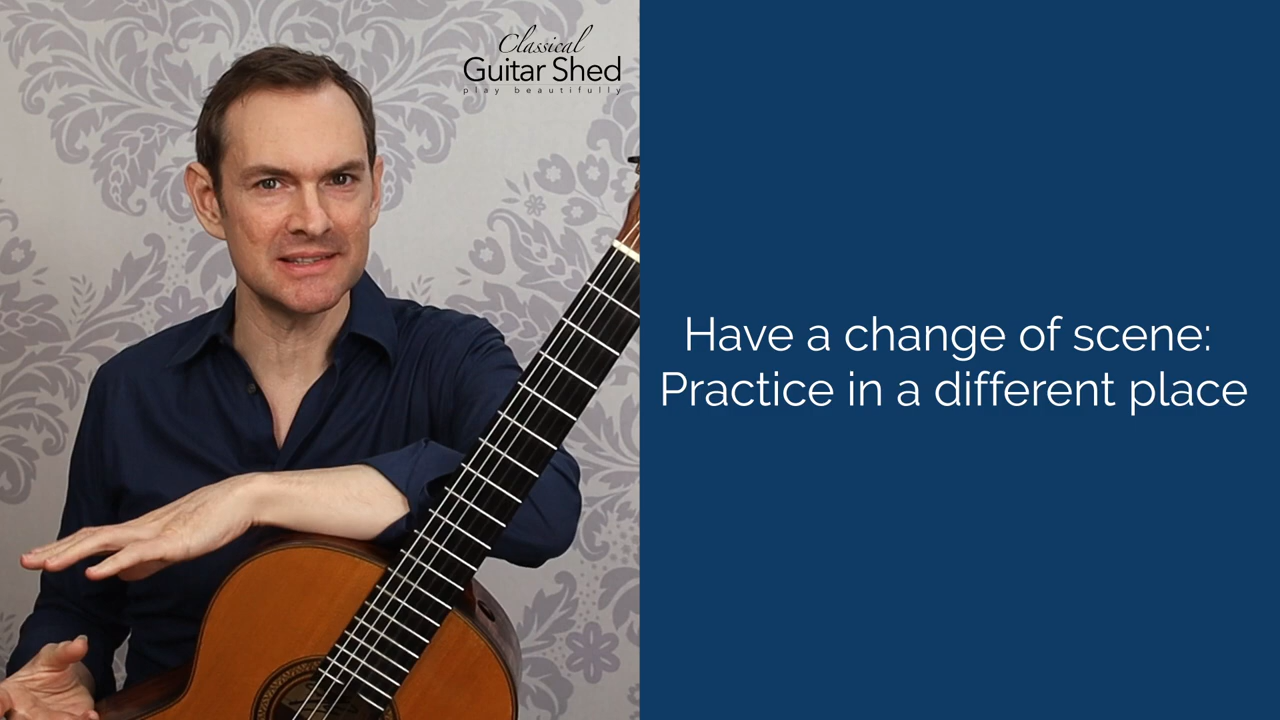 Classical
Guitar Shed
play beautifully
Have a change of scene:
Practice in a different place